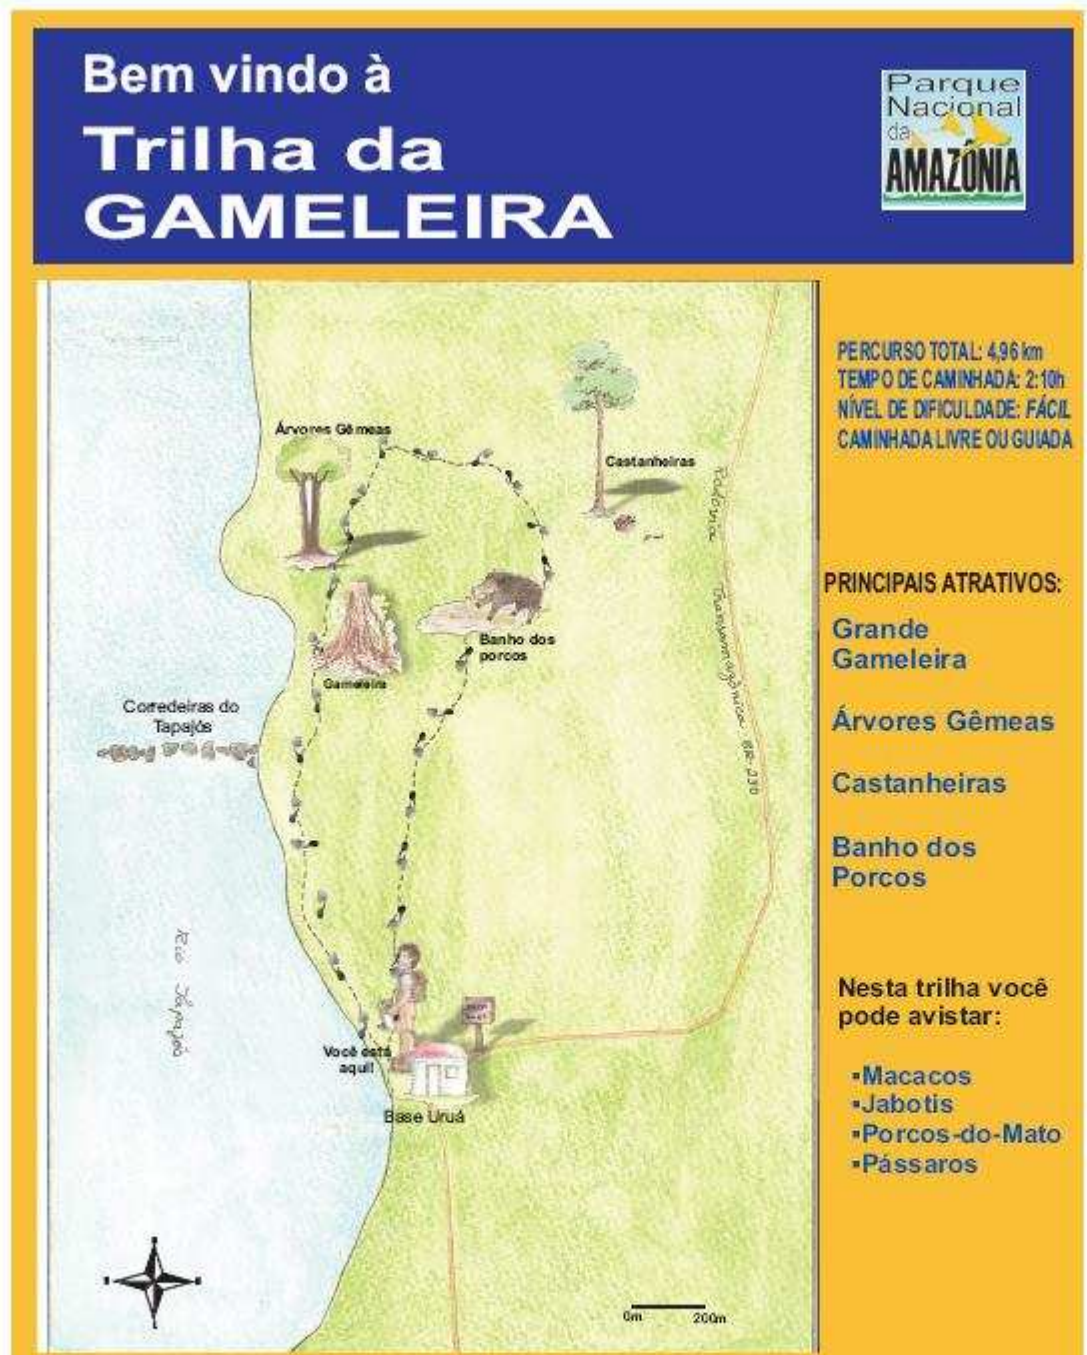 Bem vindo à
Trilha da
GAMELEIRA
Parque
Nacional
da
AMAZÔNIA
Árvores Gêmeas
Castanheiras
Rodovia Transamazônica BR-230
Banho dos
porcos
Gameleira
Corredeiras do
Tapajós
Rio Tapajós
Você está
aqui!
Base Uruá
0m 200m
PERCURSO TOTAL: 4,96 km
TEMPO DE CAMINHADA: 2:10h
NÍVEL DE DIFICULDADE: FÁCIL
CAMINHADA LIVRE OU GUIADA
PRINCIPAIS ATRATIVOS:
Grande
Gameleira
Árvores Gêmeas
Castanheiras
Banho dos
Porcos
Nesta trilha você
pode avistar:
▪Macacos
▪Jabotis
▪Porcos-do-Mato
▪Pássaros